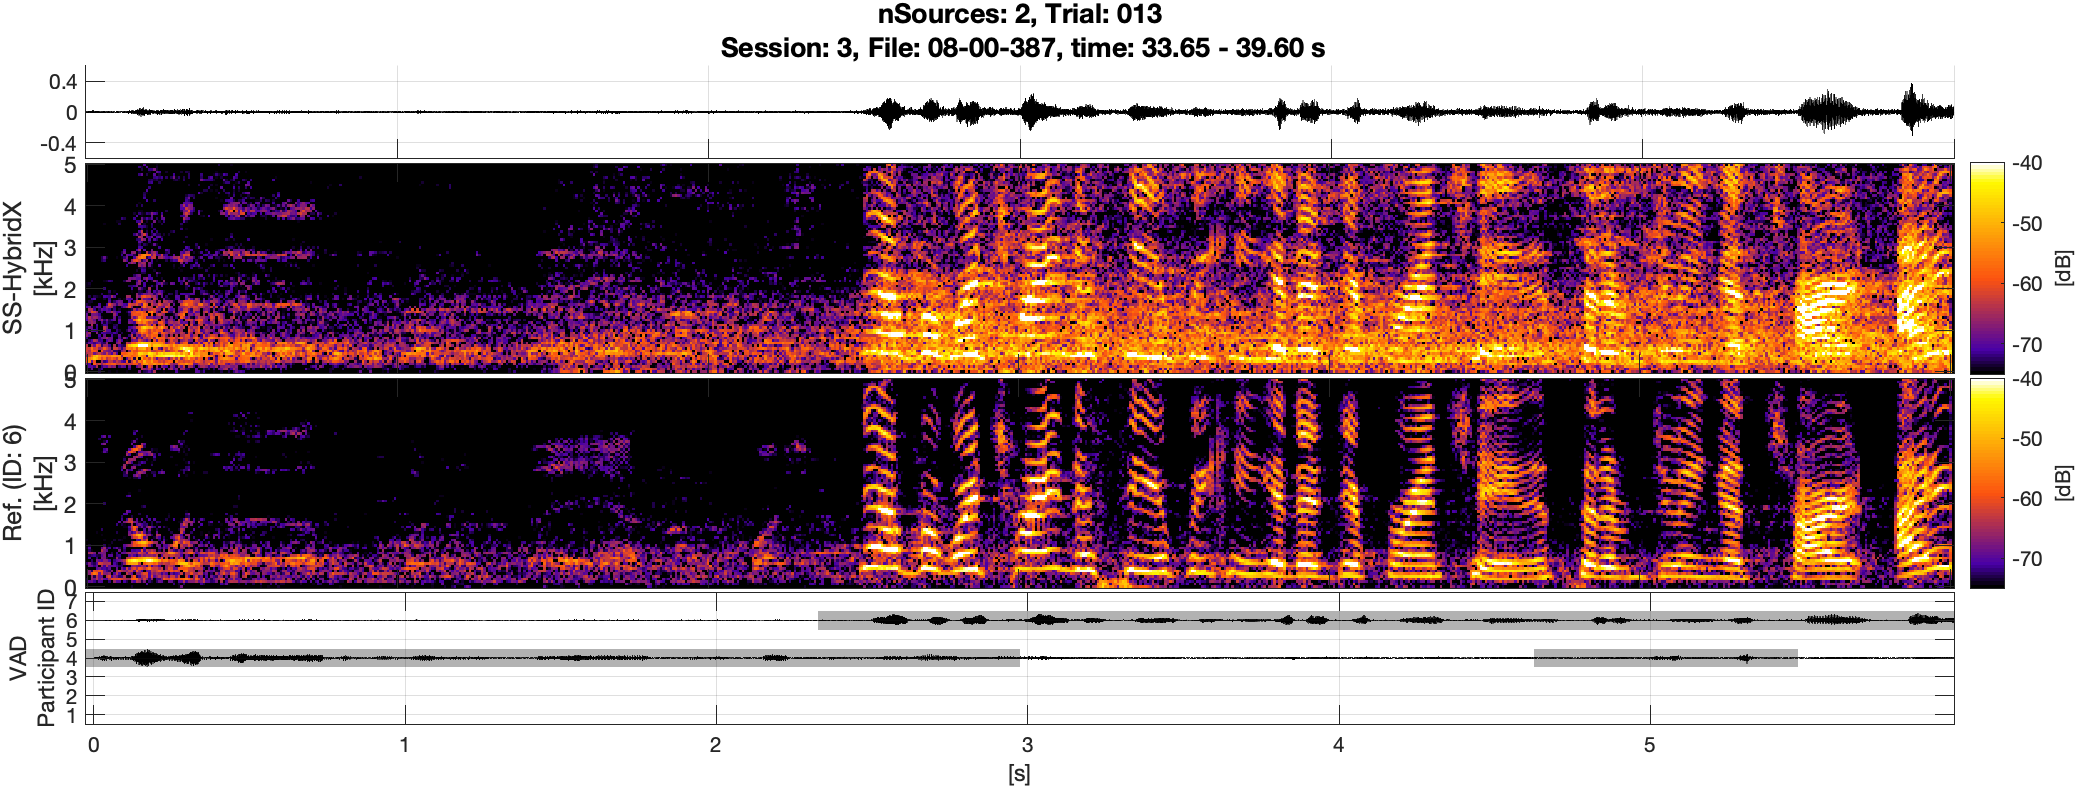 nSources: 2, Trial: 013
Session: 3, File: 08-00-387, time: 33.65 - 39.60 s
0.4
0
-0.4
SS-HybridX
[kHz]
5
4
3
2
1
0
-40
-50
-60
-70
[dB]
Ref. (ID: 6)
[kHz]
5
4
3
2
1
0
-40
-50
-60
-70
[dB]
VAD
Participant ID
7
6
5
4
3
2
1
0 1 2 3 4 5
[s]